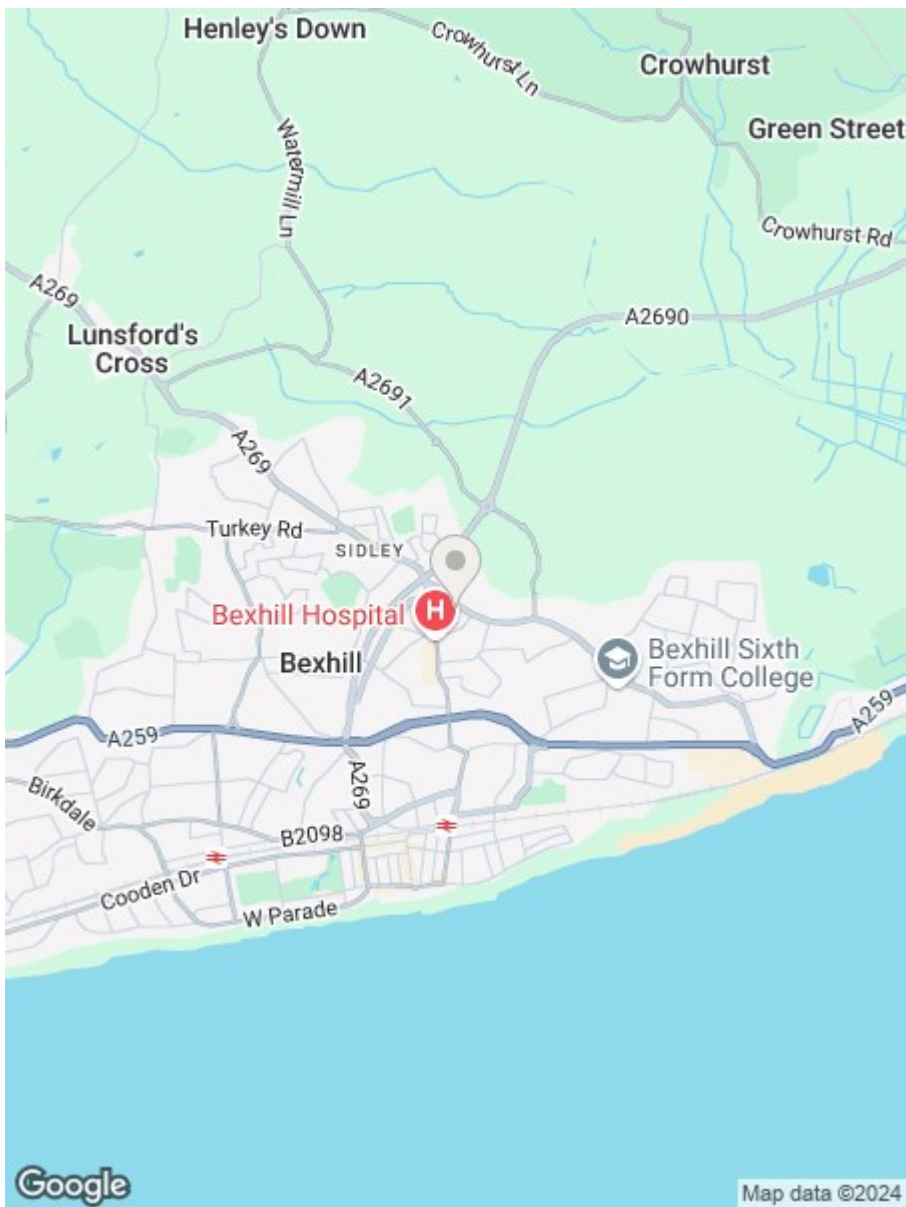 Henley's Down
Crowhurst Ln
Crowhurst
Green Street
Watermill Ln
Crowhurst Rd
A269
A2690
Lunsford's
Cross
A2691
A269
Turkey Rd
SIDLEY
Bexhill Hospital
H
Bexhill
Bexhill Sixth
Form College
A259
A259
Birkdale
A269
B2098
Cooden Dr
W Parade
Google
Map data ©2024